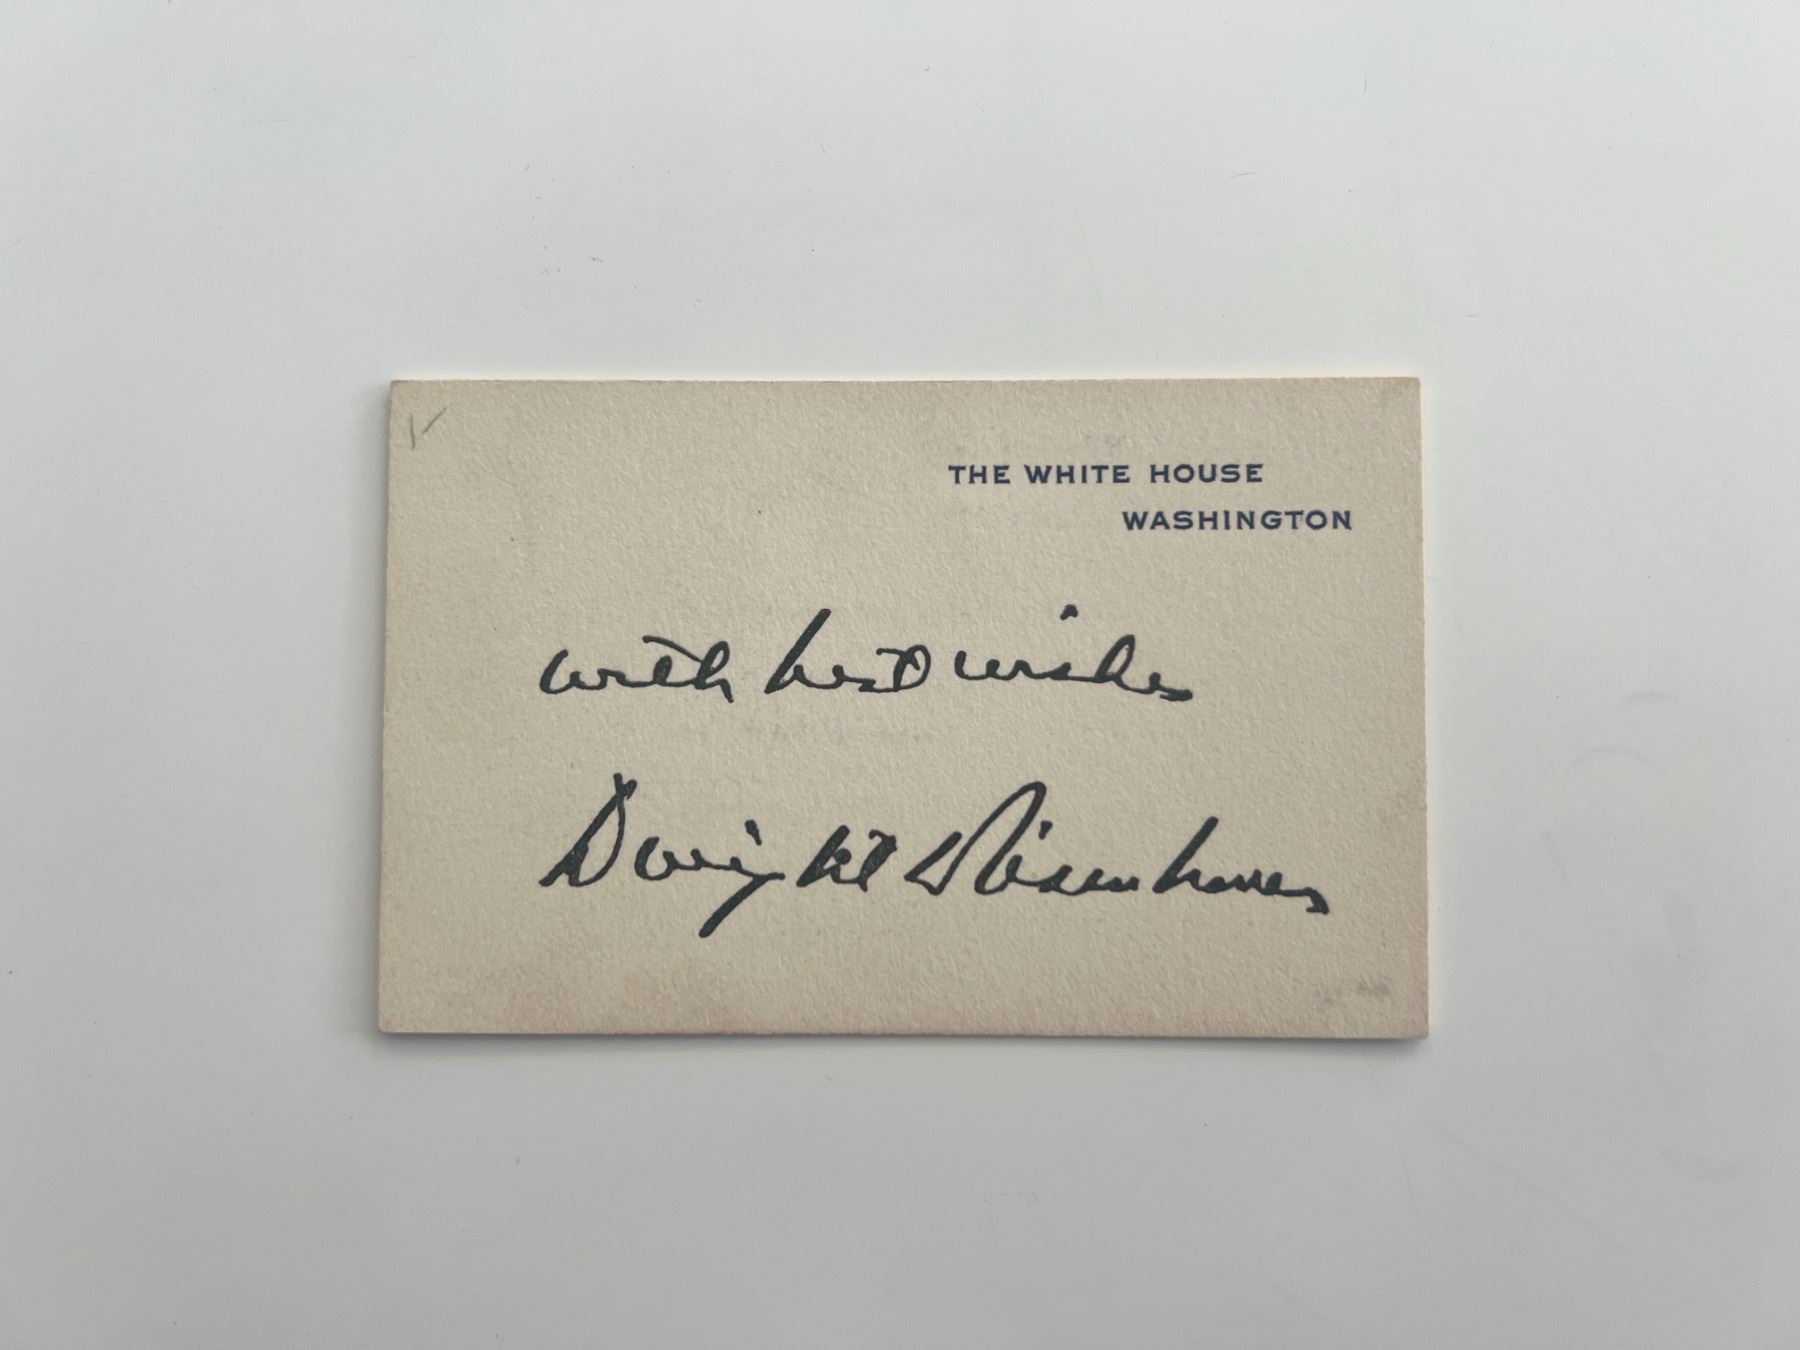 THE WHITE HOUSE
WASHINGTON
with best wishes
Dwight D Eisenhower